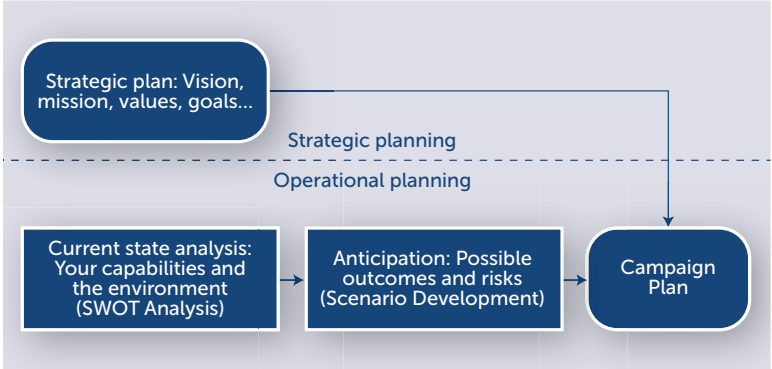 Strategic plan: Vision,
mission, values, goals...
Strategic planning
Operational planning
Current state analysis:
Your capabilities and
the environment
(SWOT Analysis)
Anticipation: Possible
outcomes and risks
(Scenario Development)
Campaign
Plan